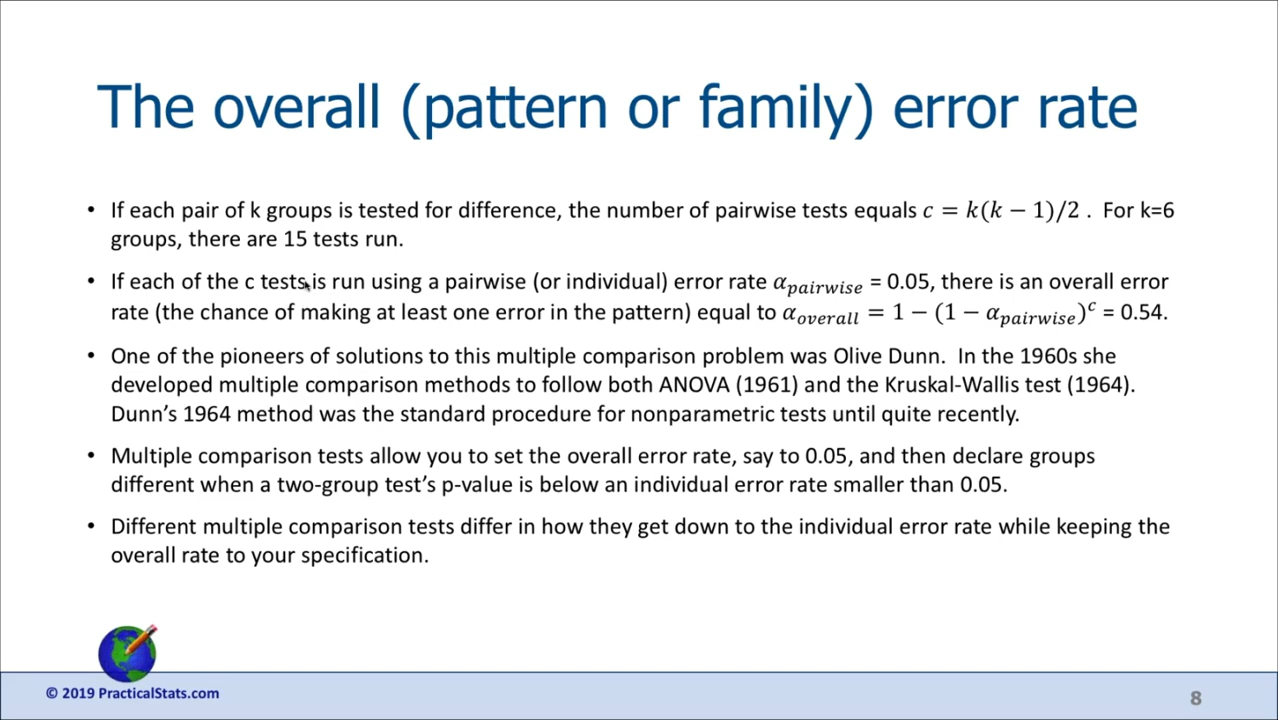 The overall (pattern or family) error rate
• If each pair of k groups is tested for difference, the number of pairwise tests equals c = k(k − 1)/2 . For k=6
groups, there are 15 tests run.
• If each of the c tests is run using a pairwise (or individual) error rate α_pairwise = 0.05, there is an overall error
rate (the chance of making at least one error in the pattern) equal to α_overall = 1 − (1 − α_pairwise)^c = 0.54.
• One of the pioneers of solutions to this multiple comparison problem was Olive Dunn. In the 1960s she
developed multiple comparison methods to follow both ANOVA (1961) and the Kruskal-Wallis test (1964).
Dunn’s 1964 method was the standard procedure for nonparametric tests until quite recently.
• Multiple comparison tests allow you to set the overall error rate, say to 0.05, and then declare groups
different when a two-group test’s p-value is below an individual error rate smaller than 0.05.
• Different multiple comparison tests differ in how they get down to the individual error rate while keeping the
overall rate to your specification.
© 2019 PracticalStats.com
8